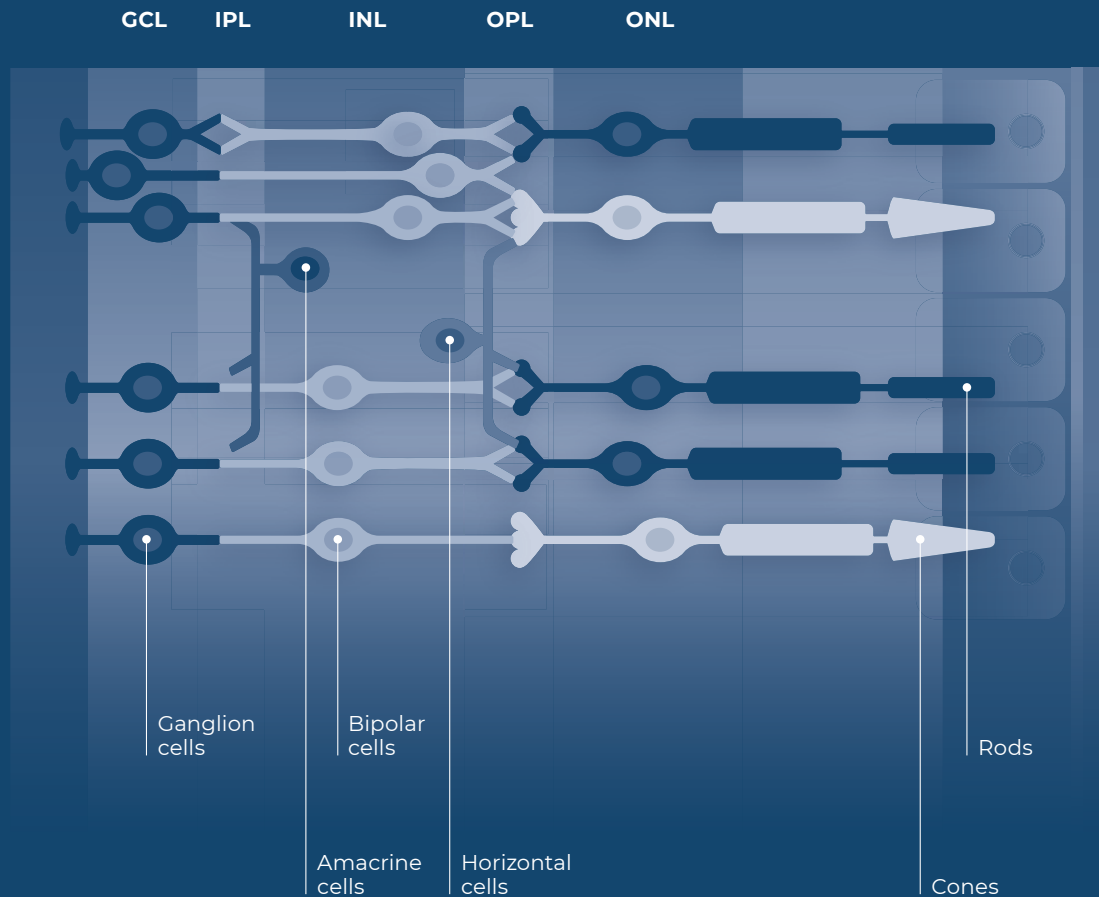 GCL IPL INL OPL ONL
Ganglion
cells
Bipolar
cells
Rods
Amacrine
cells
Horizontal
cells
Cones